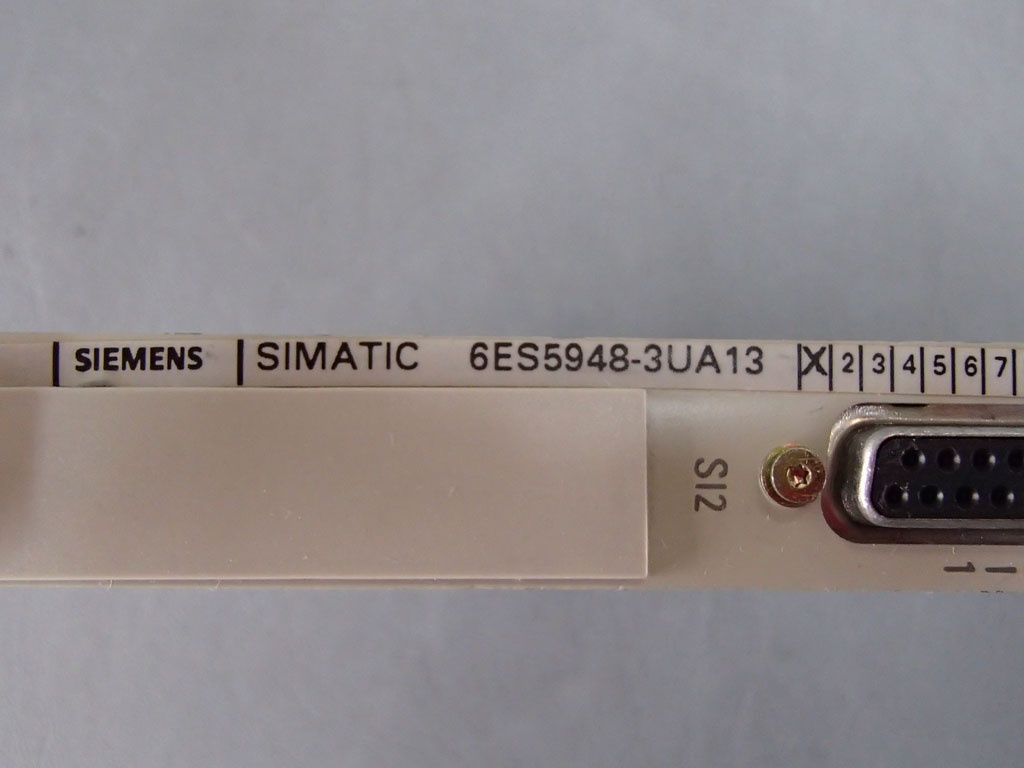 SIEMENS SIMATIC 6ES5948-3UA13 X 2 3 4 5 6 7
SI2
1